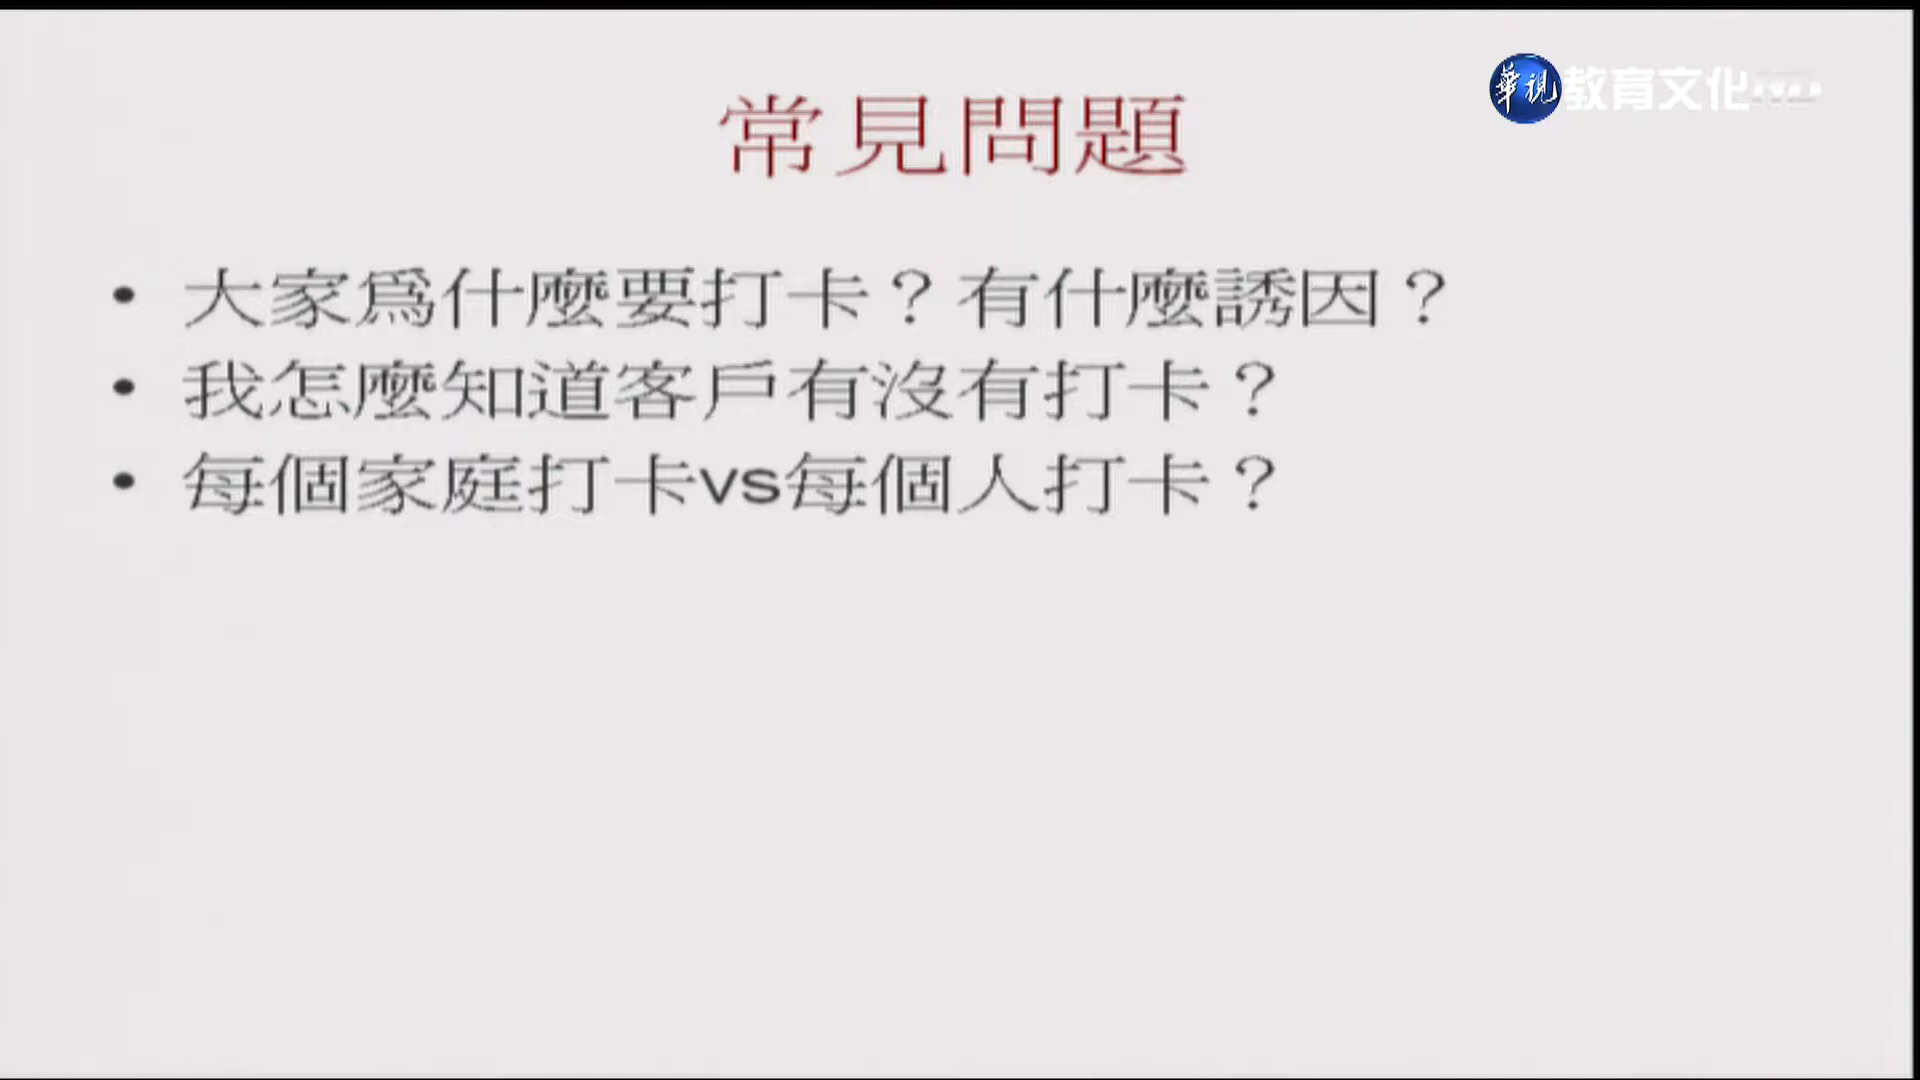 華視教育文化HD
常見問題
• 大家為什麼要打卡？有什麼誘因？
• 我怎麼知道客戶有沒有打卡？
• 每個家庭打卡vs每個人打卡？